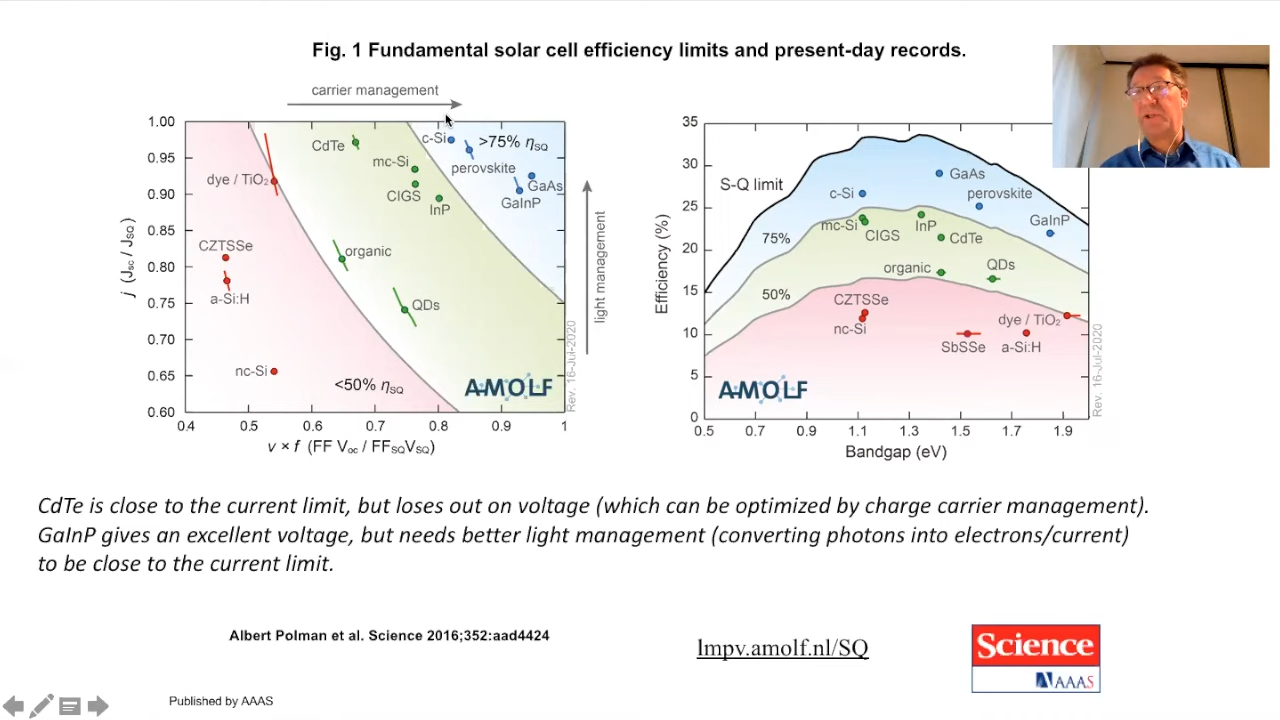 Fig. 1 Fundamental solar cell efficiency limits and present-day records.
carrier management
1.00
0.95
0.90
0.85
0.80
0.75
0.70
0.65
0.60
0.4
0.5
0.6
0.7
0.8
0.9
1
j (Jsc / JSQ)
v × f (FF Voc / FFSQVSQ)
c-Si
>75% ηSQ
CdTe
mc-Si
perovskite
dye / TiO2
CIGS
GaAs
InP
GaInP
CZTSSe
organic
a-Si:H
QDs
nc-Si
<50% ηSQ
AMOLF
light management
Rev. 16-Jul-2020
35
30
25
20
15
10
5
0
0.5
0.7
0.9
1.1
1.3
1.5
1.7
1.9
Efficiency (%)
Bandgap (eV)
S-Q limit
GaAs
c-Si
perovskite
GaInP
mc-Si
CIGS
InP
CdTe
75%
organic
QDs
50%
CZTSSe
nc-Si
dye / TiO2
SbSSe
a-Si:H
AMOLF
Rev. 16-Jul-2020
CdTe is close to the current limit, but loses out on voltage (which can be optimized by charge carrier management).
GaInP gives an excellent voltage, but needs better light management (converting photons into electrons/current)
to be close to the current limit.
Albert Polman et al. Science 2016;352:aad4424
lmpv.amolf.nl/SQ
Science
AAAS
Published by AAAS